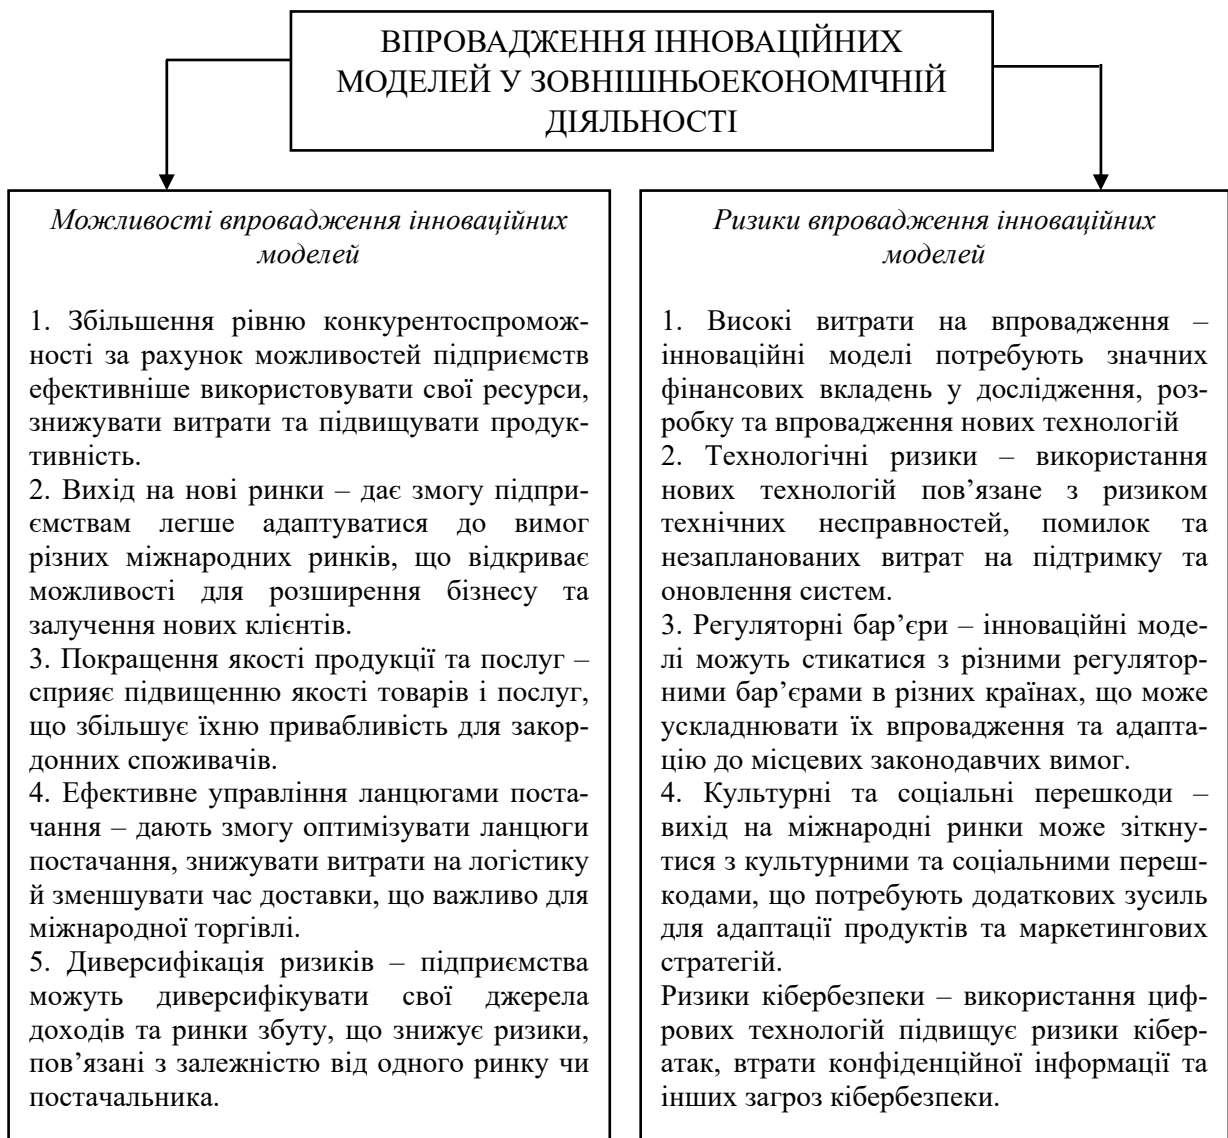 ВПРОВАДЖЕННЯ ІННОВАЦІЙНИХ
МОДЕЛЕЙ У ЗОВНІШНЬОЕКОНОМІЧНІЙ
ДІЯЛЬНОСТІ
Можливості впровадження інноваційних
моделей
1. Збільшення рівню конкурентоспромож-
ності за рахунок можливостей підприємств
ефективніше використовувати свої ресурси,
знижувати витрати та підвищувати продук-
тивність.
2. Вихід на нові ринки – дає змогу підпри-
ємствам легше адаптуватися до вимог
різних міжнародних ринків, що відкриває
можливості для розширення бізнесу та
залучення нових клієнтів.
3. Покращення якості продукції та послуг –
сприяє підвищенню якості товарів і послуг,
що збільшує їхню привабливість для закор-
донних споживачів.
4. Ефективне управління ланцюгами поста-
чання – дають змогу оптимізувати ланцюги
постачання, знижувати витрати на логістику
й зменшувати час доставки, що важливо для
міжнародної торгівлі.
5. Диверсифікація ризиків – підприємства
можуть диверсифікувати свої джерела
доходів та ринки збуту, що знижує ризики,
пов’язані з залежністю від одного ринку чи
постачальника.
Ризики впровадження інноваційних
моделей
1. Високі витрати на впровадження –
інноваційні моделі потребують значних
фінансових вкладень у дослідження, роз-
робку та впровадження нових технологій
2. Технологічні ризики – використання
нових технологій пов’язане з ризиком
технічних несправностей, помилок та
незапланованих витрат на підтримку та
оновлення систем.
3. Регуляторні бар’єри – інноваційні моде-
лі можуть стикатися з різними регулятор-
ними бар’єрами в різних країнах, що може
ускладнювати їх впровадження та адапта-
цію до місцевих законодавчих вимог.
4. Культурні та соціальні перешкоди –
вихід на міжнародні ринки може зіткну-
тися з культурними та соціальними переш-
кодами, що потребують додаткових зусиль
для адаптації продуктів та маркетингових
стратегій.
Ризики кібербезпеки – використання циф-
рових технологій підвищує ризики кібер-
атак, втрати конфіденційної інформації та
інших загроз кібербезпеки.